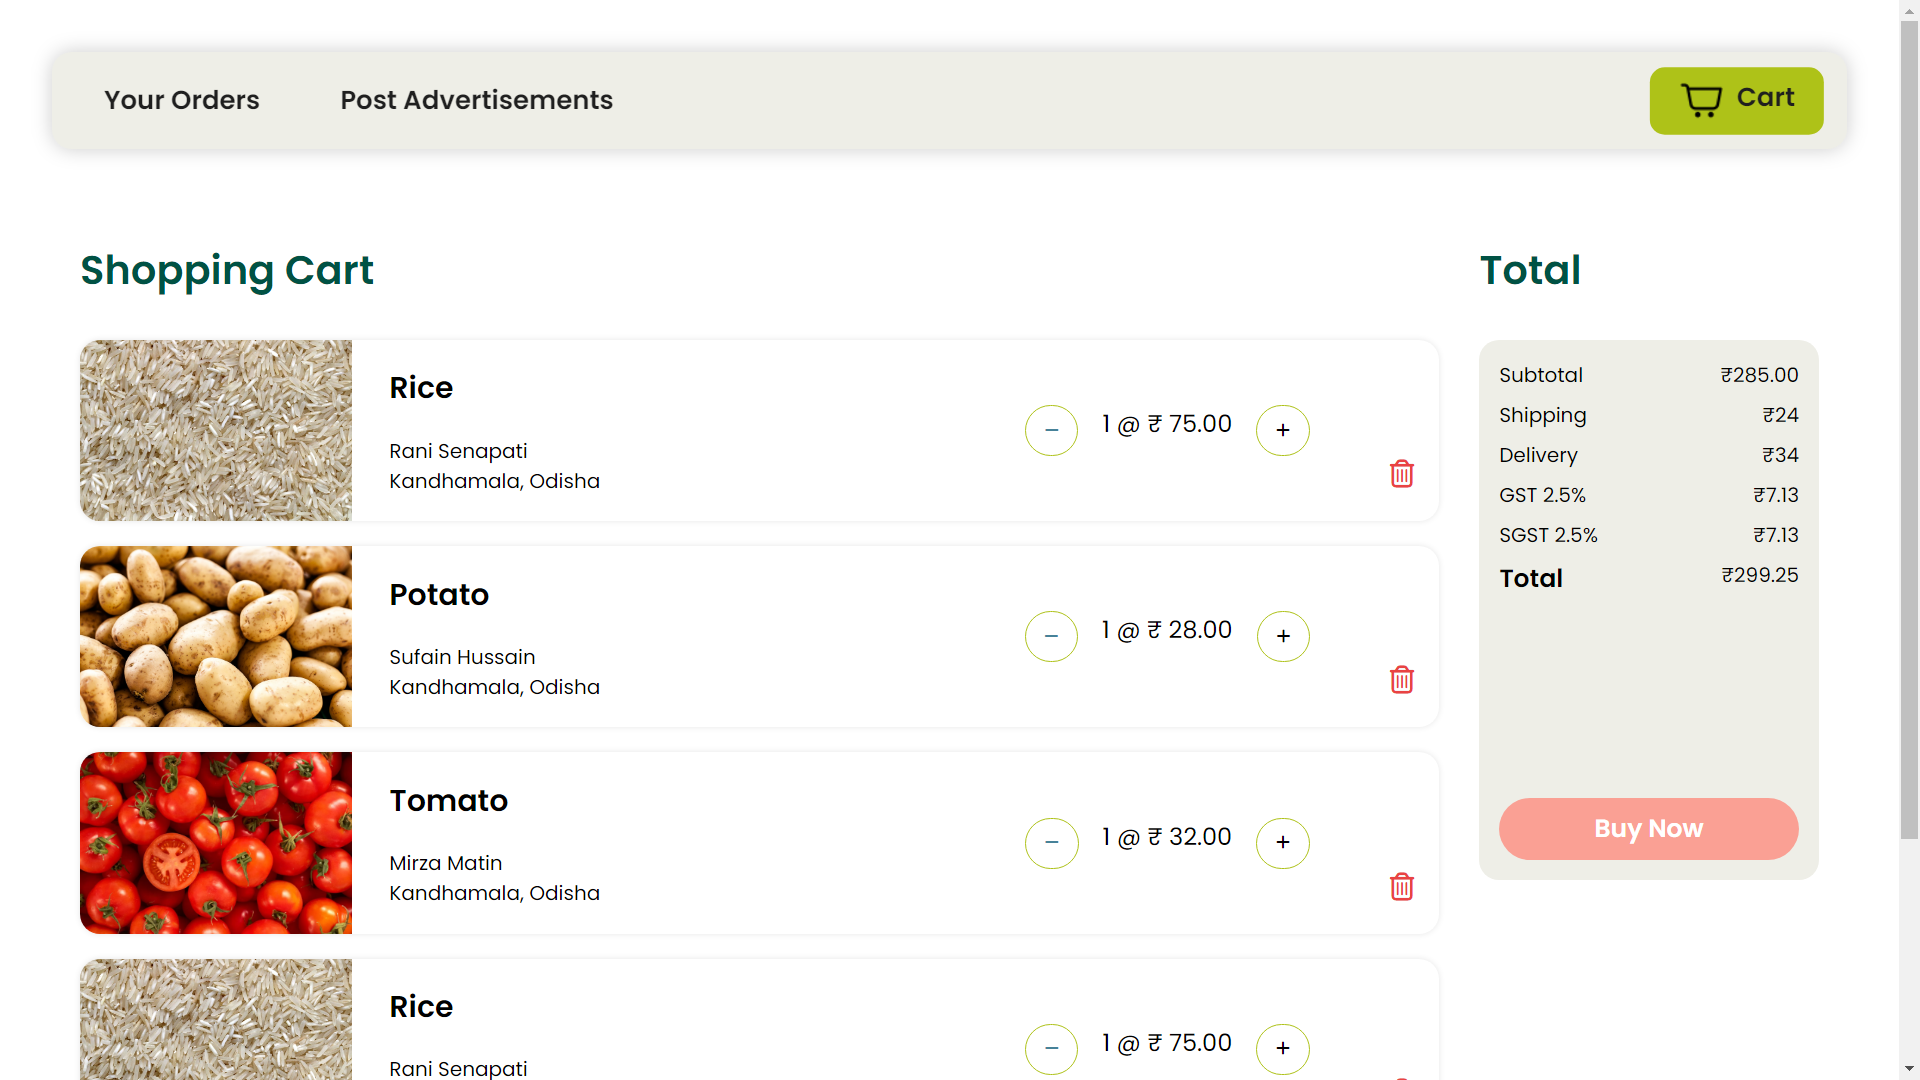 Your Orders
Post Advertisements
Cart
Shopping Cart
Rice
Rani Senapati
Kandhamala, Odisha
−
1 @ ₹ 75.00
+
Potato
Sufain Hussain
Kandhamala, Odisha
−
1 @ ₹ 28.00
+
Tomato
Mirza Matin
Kandhamala, Odisha
−
1 @ ₹ 32.00
+
Rice
Rani Senapati
−
1 @ ₹ 75.00
+
Total
Subtotal ₹285.00
Shipping ₹24
Delivery ₹34
GST 2.5% ₹7.13
SGST 2.5% ₹7.13
Total ₹299.25
Buy Now